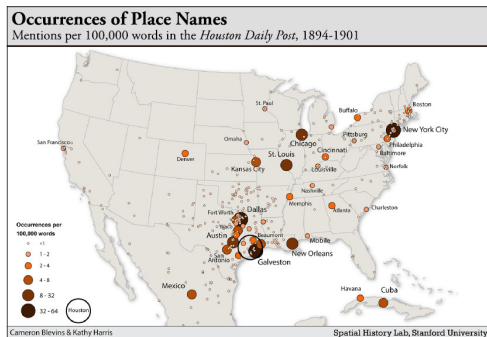 Occurrences of Place Names
Mentions per 100,000 words in the Houston Daily Post, 1894-1901
St. Paul
Buffalo
Boston
New York City
Omaha
Chicago
Pittsburg
Philadelphia
San Francisco
Cincinnati
Baltimore
Denver
St. Louis
Kansas City
Louisville
Norfolk
Nashville
Memphis
Charleston
Atlanta
Fort Worth
Dallas
Waco
Austin
Beaumont
Mobile
San
Antonio
New Orleans
Galveston
Occurrences per
100,000 words
<1
1 - 2
2 - 4
4 - 8
8 - 32
32 - 64
Houston
Mexico
Havana
Cuba
Cameron Blevins & Kathy Harris
Spatial History Lab, Stanford University